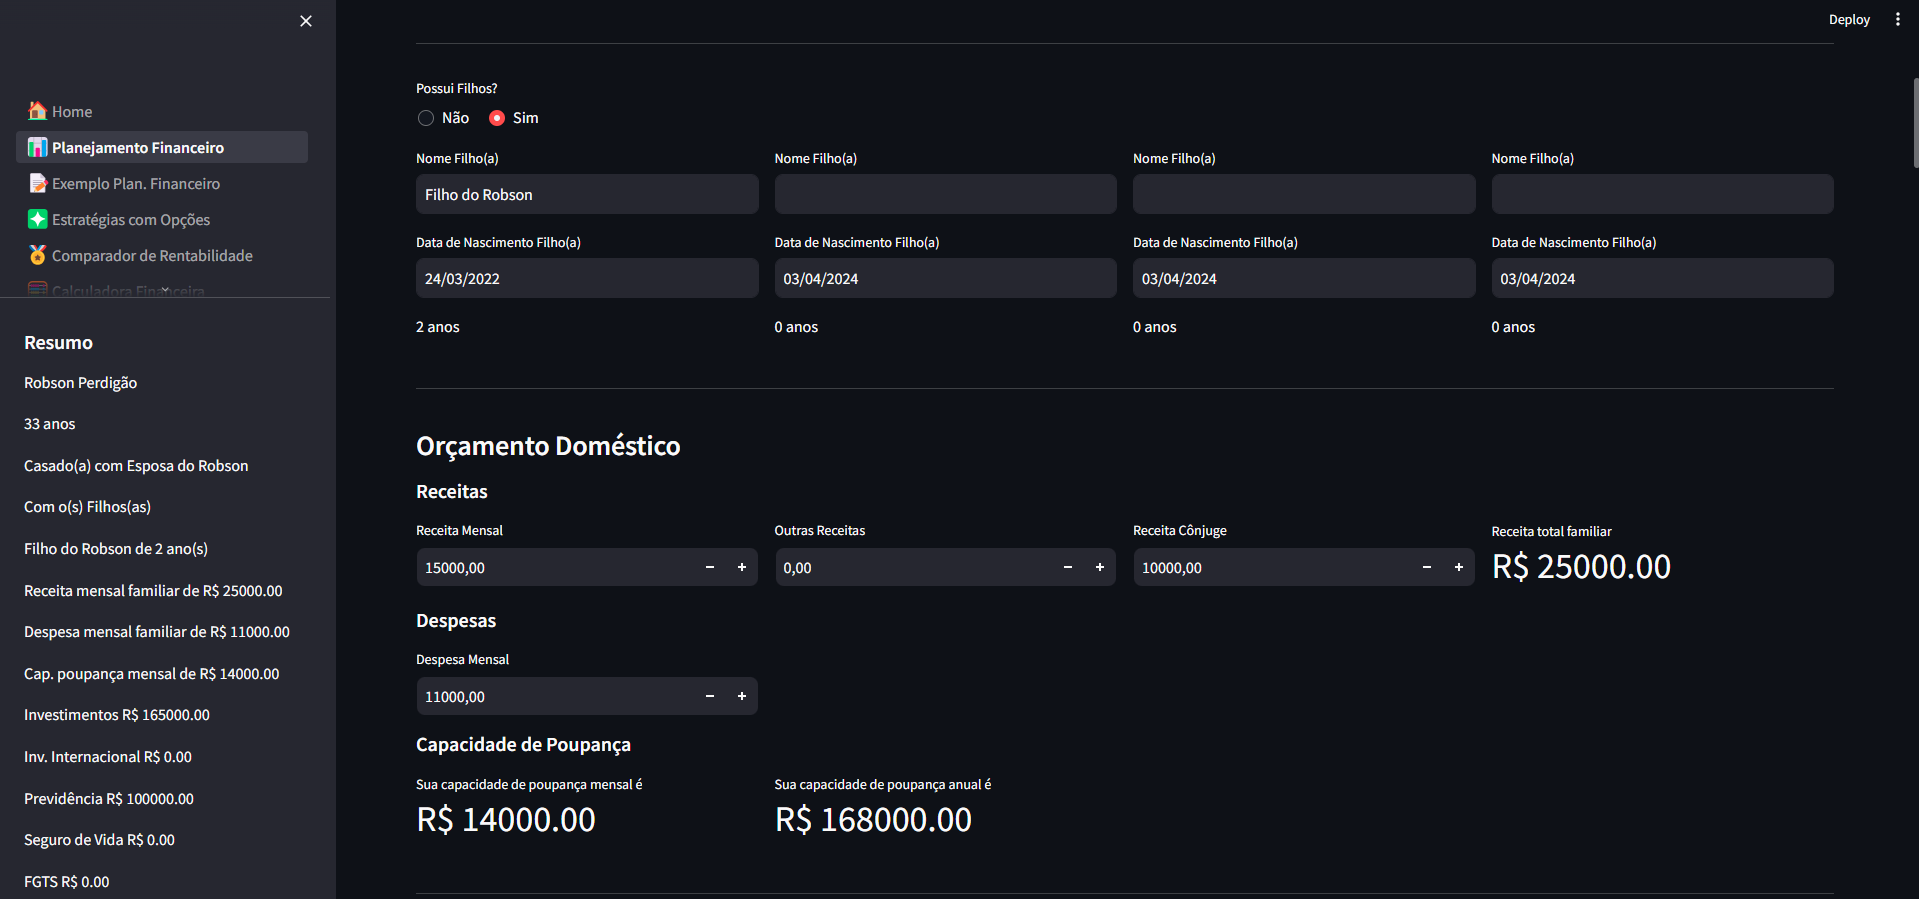 Deploy
Home
Planejamento Financeiro
Exemplo Plan. Financeiro
Estratégias com Opções
Comparador de Rentabilidade
Calculadora Financeira
Resumo
Robson Perdigão
33 anos
Casado(a) com Esposa do Robson
Com o(s) Filhos(as)
Filho do Robson de 2 ano(s)
Receita mensal familiar de R$ 25000.00
Despesa mensal familiar de R$ 11000.00
Cap. poupança mensal de R$ 14000.00
Investimentos R$ 165000.00
Inv. Internacional R$ 0.00
Previdência R$ 100000.00
Seguro de Vida R$ 0.00
FGTS R$ 0.00
Possui Filhos?
Não Sim
Nome Filho(a) Nome Filho(a) Nome Filho(a) Nome Filho(a)
Filho do Robson
Data de Nascimento Filho(a) Data de Nascimento Filho(a) Data de Nascimento Filho(a) Data de Nascimento Filho(a)
24/03/2022 03/04/2024 03/04/2024 03/04/2024
2 anos 0 anos 0 anos 0 anos
Orçamento Doméstico
Receitas
Receita Mensal Outras Receitas Receita Cônjuge Receita total familiar
15000,00 0,00 10000,00 R$ 25000.00
Despesas
Despesa Mensal
11000,00
Capacidade de Poupança
Sua capacidade de poupança mensal é Sua capacidade de poupança anual é
R$ 14000.00 R$ 168000.00